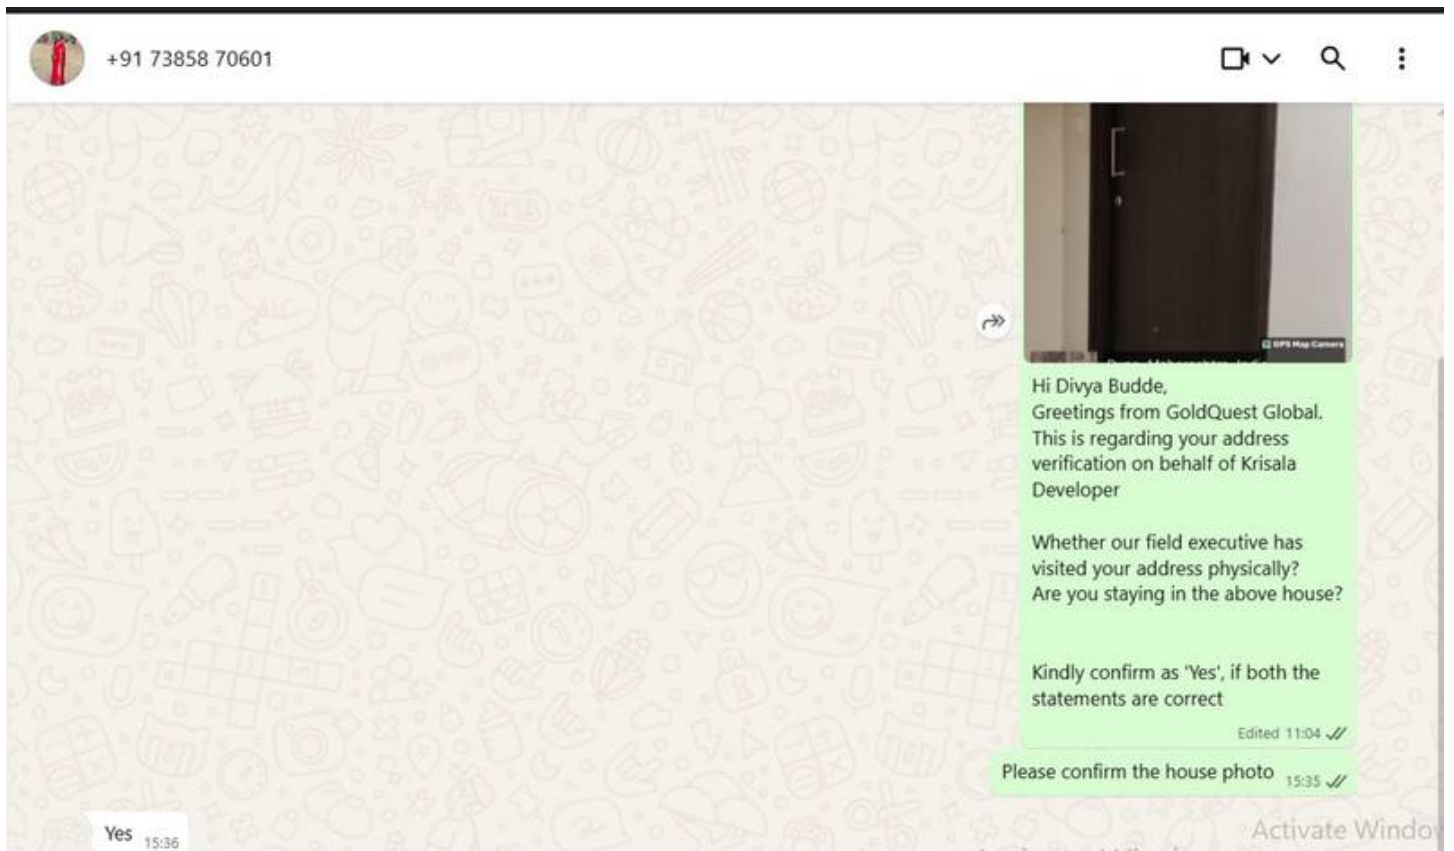 +91 73858 70601
GPS Map Camera
Hi Divya Budde,
Greetings from GoldQuest Global.
This is regarding your address
verification on behalf of Krisala
Developer
Whether our field executive has
visited your address physically?
Are you staying in the above house?
Kindly confirm as 'Yes', if both the
statements are correct
Edited 11:04
Please confirm the house photo 15:35
Yes 15:36
Activate Window